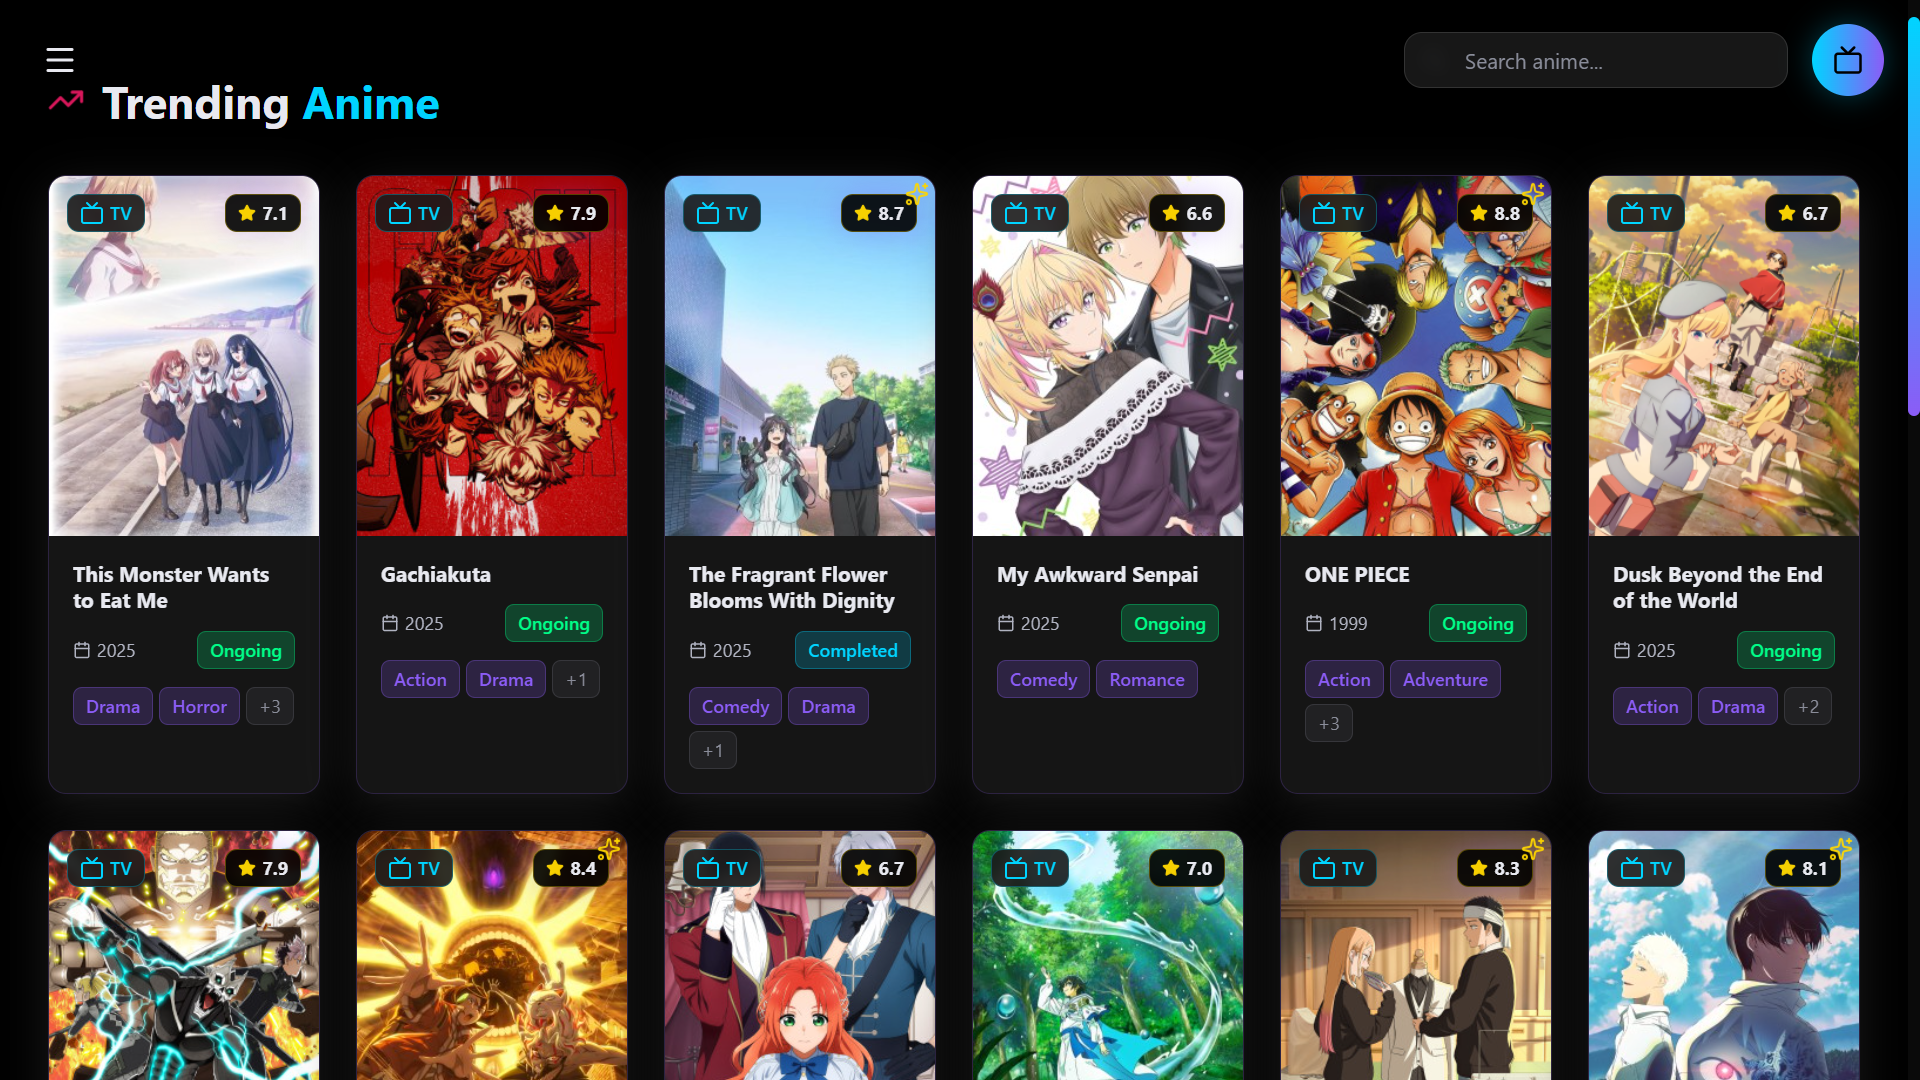 Search anime...
Trending Anime
TV 7.1
This Monster Wants
to Eat Me
2025 Ongoing
Drama Horror +3
TV 7.9
Gachiakuta
2025 Ongoing
Action Drama +1
TV 8.7
The Fragrant Flower
Blooms With Dignity
2025 Completed
Comedy Drama
+1
TV 6.6
My Awkward Senpai
2025 Ongoing
Comedy Romance
TV 8.8
ONE PIECE
1999 Ongoing
Action Adventure
+3
TV 6.7
Dusk Beyond the End
of the World
2025 Ongoing
Action Drama +2
TV 7.9
TV 8.4
TV 6.7
TV 7.0
TV 8.3
TV 8.1